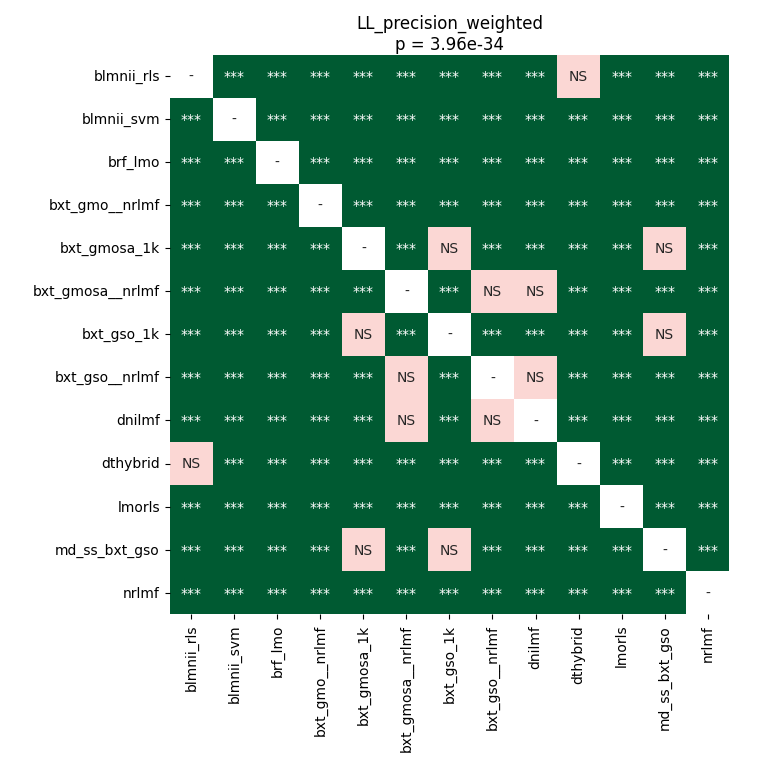 LL_precision_weighted
p = 3.96e-34
blmnii_rls - *** *** *** *** *** *** *** *** NS *** *** ***
blmnii_svm *** - *** *** *** *** *** *** *** *** *** *** ***
brf_lmo *** *** - *** *** *** *** *** *** *** *** *** ***
bxt_gmo__nrlmf *** *** *** - *** *** *** *** *** *** *** *** ***
bxt_gmosa_1k *** *** *** *** - *** NS *** *** *** *** NS ***
bxt_gmosa__nrlmf *** *** *** *** *** - *** NS NS *** *** *** ***
bxt_gso_1k *** *** *** *** NS *** - *** *** *** *** NS ***
bxt_gso__nrlmf *** *** *** *** *** NS *** - NS *** *** *** ***
dnilmf *** *** *** *** *** NS *** NS - *** *** *** ***
dthybrid NS *** *** *** *** *** *** *** *** - *** *** ***
lmorls *** *** *** *** *** *** *** *** *** *** - *** ***
md_ss_bxt_gso *** *** *** *** NS *** NS *** *** *** *** - ***
nrlmf *** *** *** *** *** *** *** *** *** *** *** *** -
blmnii_rls
blmnii_svm
brf_lmo
bxt_gmo__nrlmf
bxt_gmosa_1k
bxt_gmosa__nrlmf
bxt_gso_1k
bxt_gso__nrlmf
dnilmf
dthybrid
lmorls
md_ss_bxt_gso
nrlmf